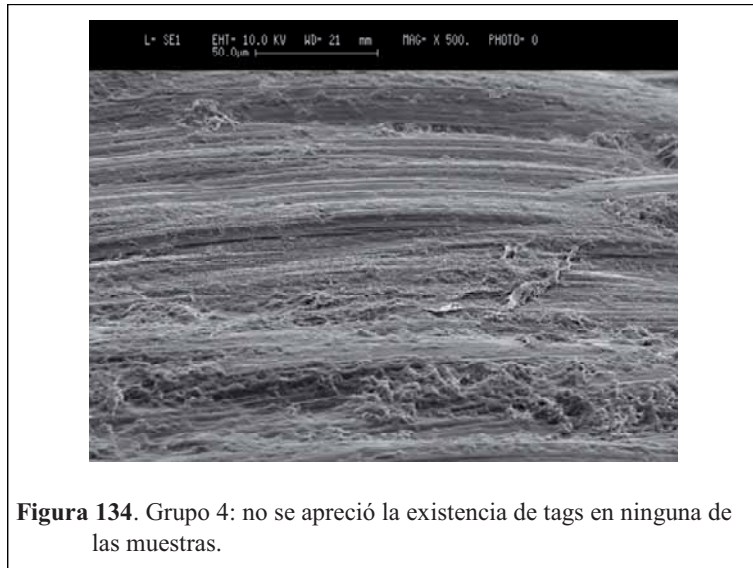 L= SE1 EHT= 10.0 KV WD= 21 mm MAG= X 500. PHOTO= 0
50.0µm
Figura 134. Grupo 4: no se apreció la existencia de tags en ninguna de
las muestras.